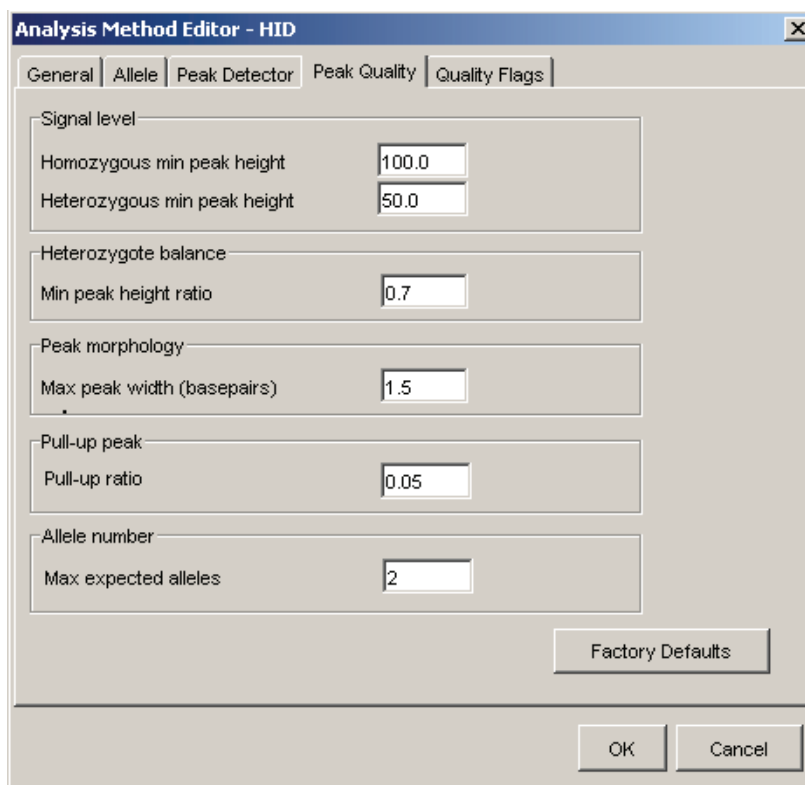 Analysis Method Editor - HID
General Allele Peak Detector Peak Quality Quality Flags
Signal level
Homozygous min peak height 100.0
Heterozygous min peak height 50.0
Heterozygote balance
Min peak height ratio 0.7
Peak morphology
Max peak width (basepairs) 1.5
Pull-up peak
Pull-up ratio 0.05
Allele number
Max expected alleles 2
Factory Defaults
OK Cancel